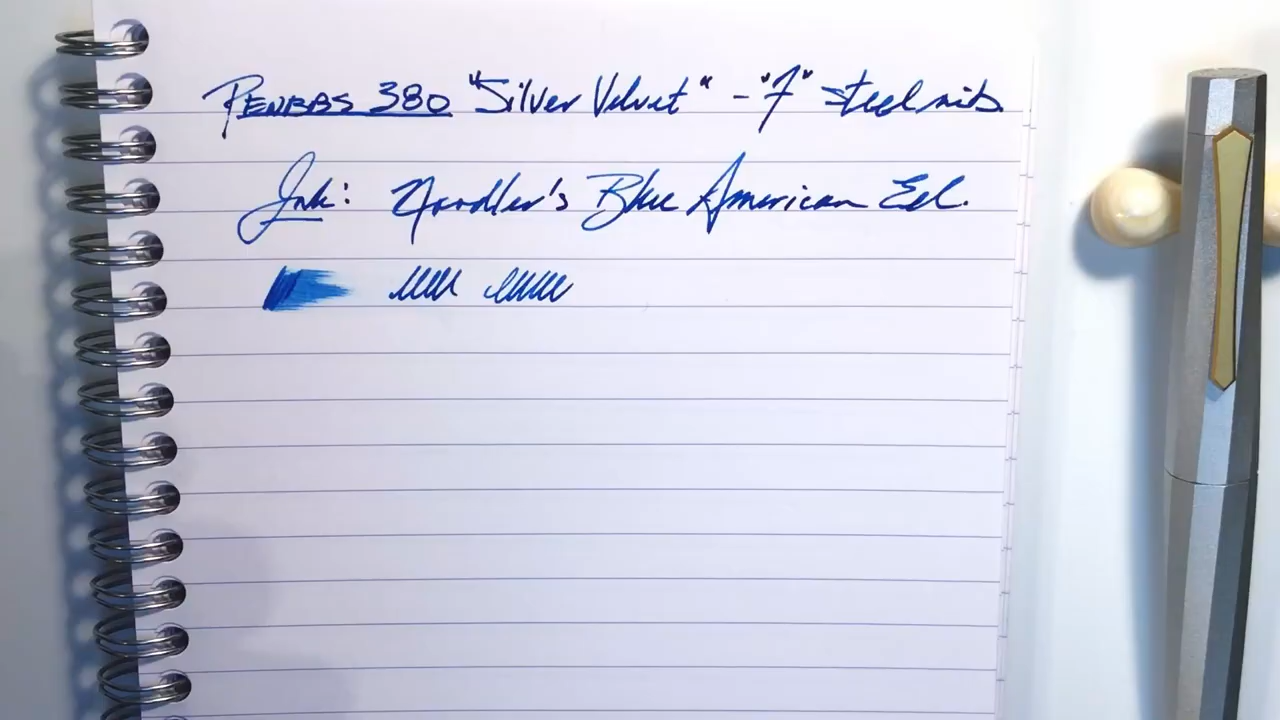 PENBBS 380 "Silver Velvet" - "F" steel nib
Ink: Noodler's Blue American Eel.